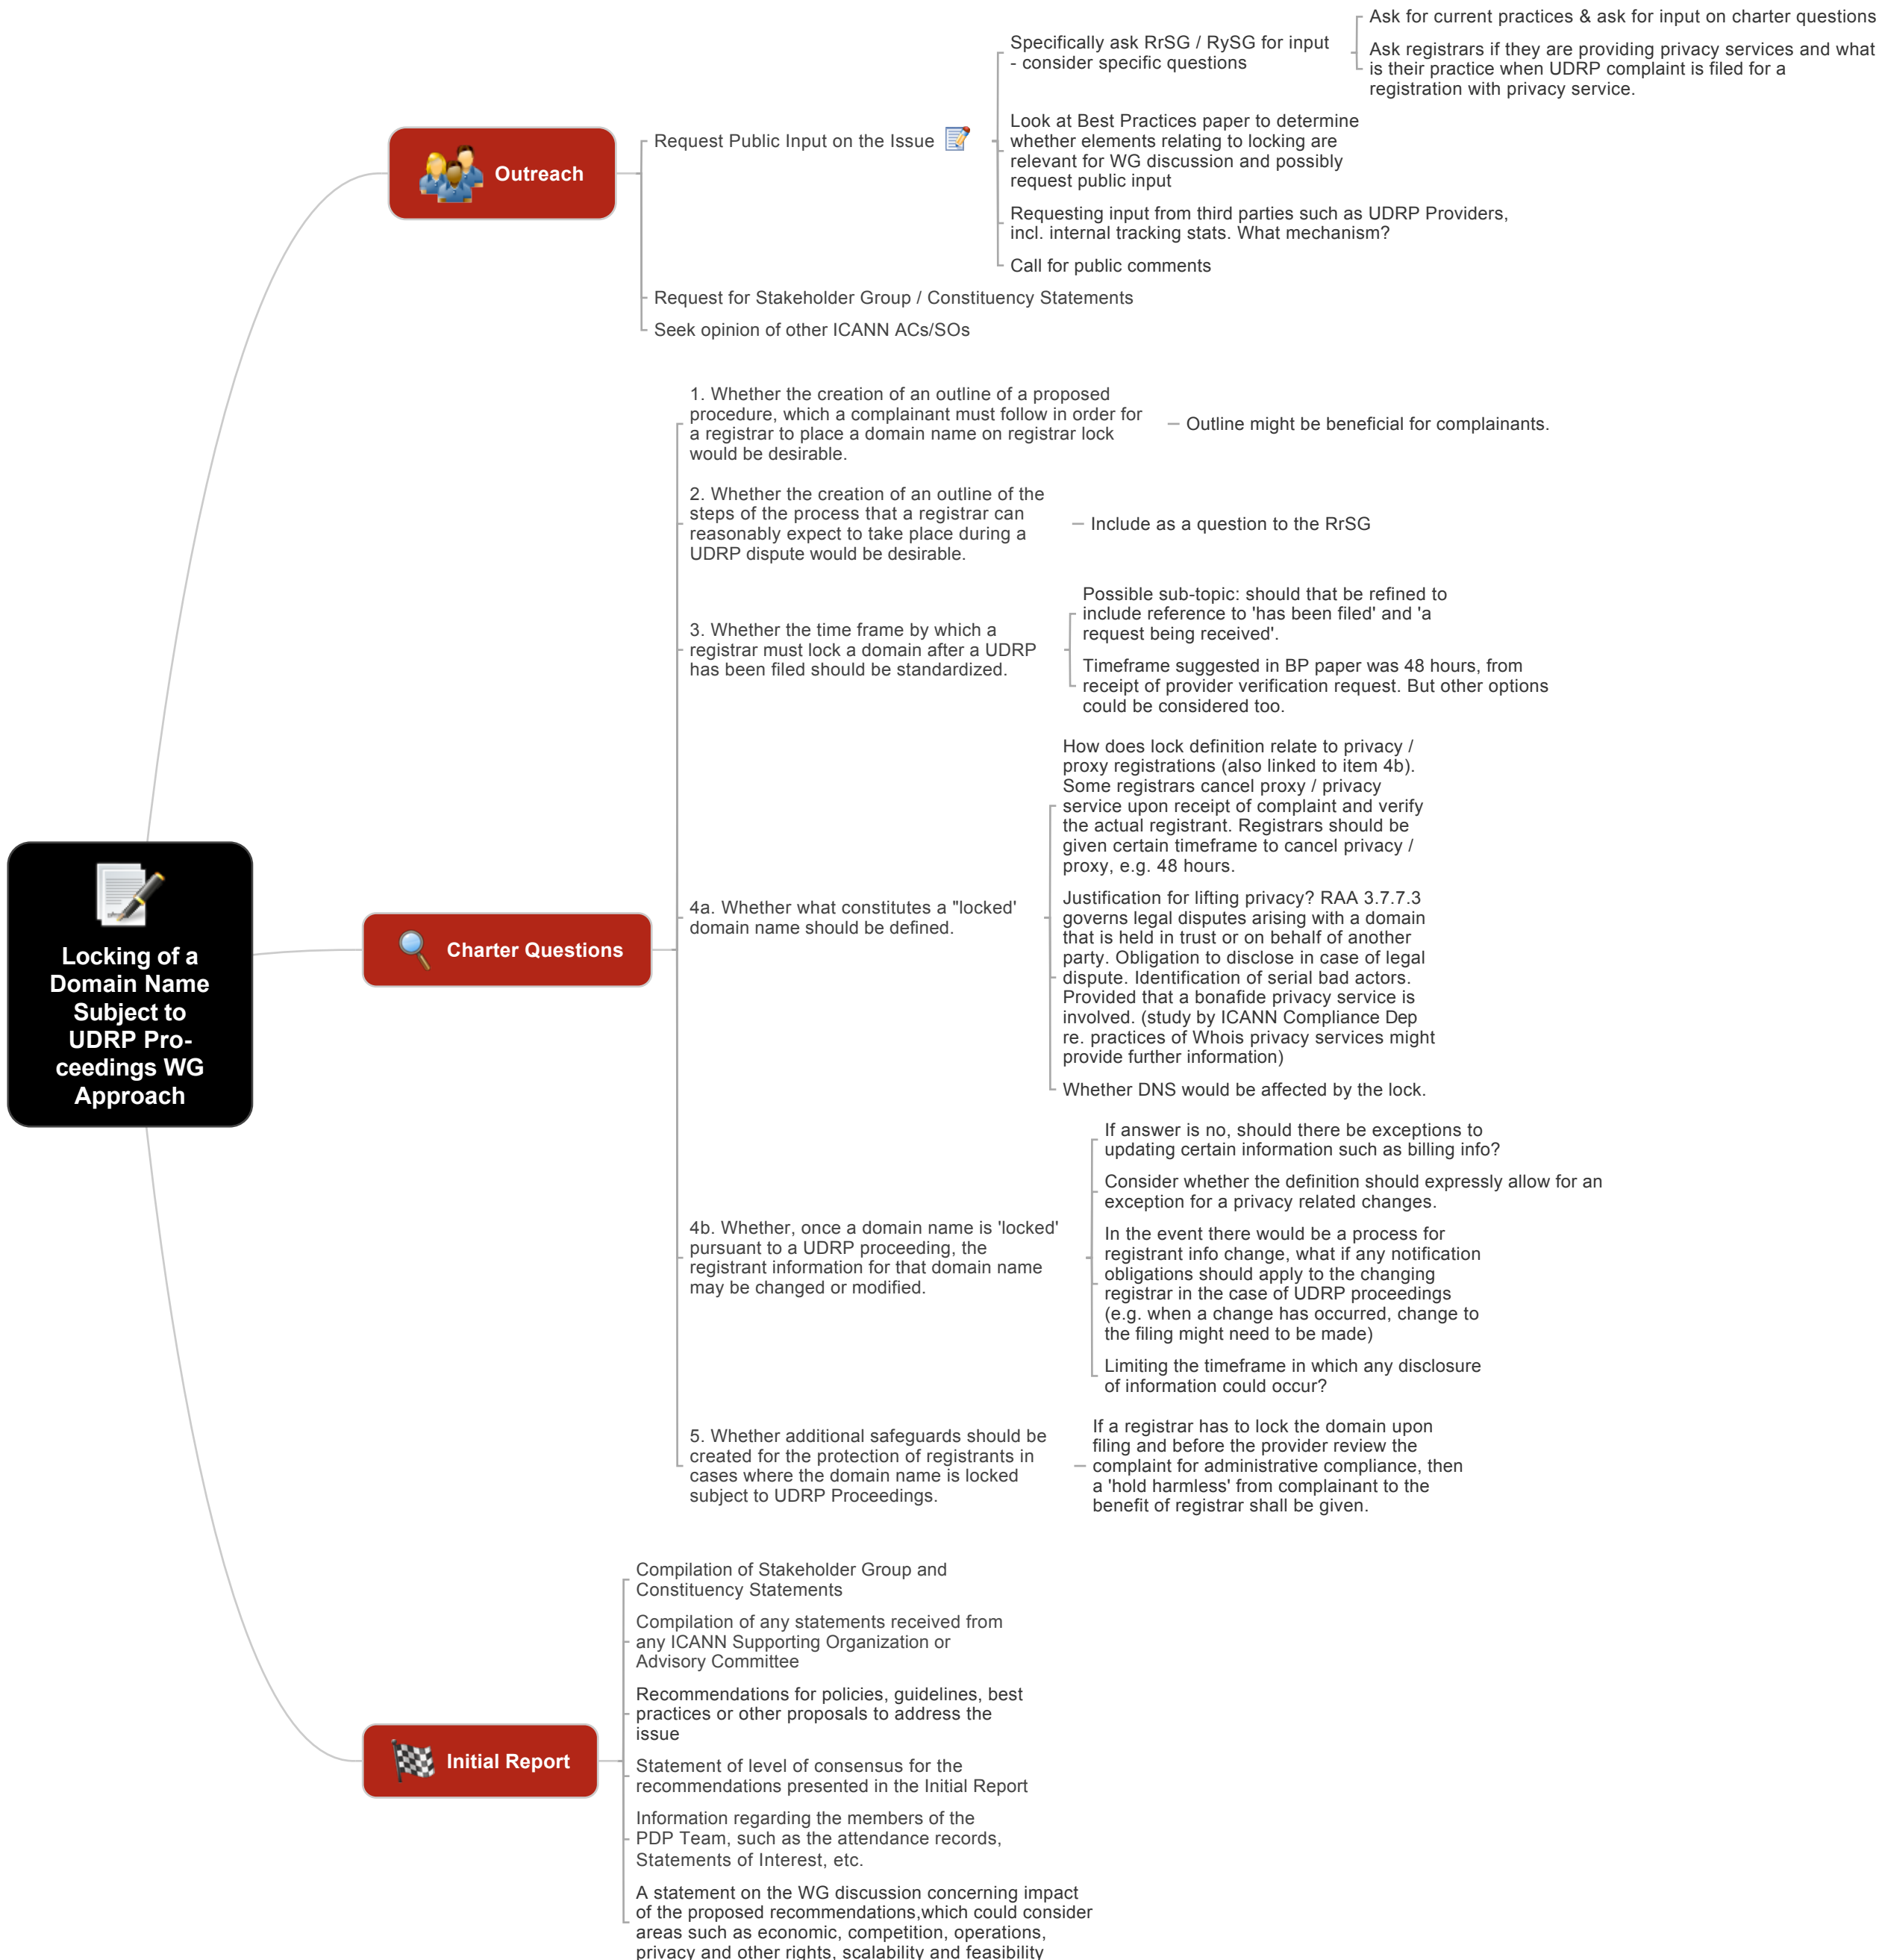 Locking of a
Domain Name
Subject to
UDRP Pro-
ceedings WG
Approach
Outreach
Request Public Input on the Issue
Specifically ask RrSG / RySG for input
- consider specific questions
Ask for current practices & ask for input on charter questions
Ask registrars if they are providing privacy services and what
is their practice when UDRP complaint is filed for a
registration with privacy service.
Look at Best Practices paper to determine
whether elements relating to locking are
relevant for WG discussion and possibly
request public input
Requesting input from third parties such as UDRP Providers,
incl. internal tracking stats. What mechanism?
Call for public comments
Request for Stakeholder Group / Constituency Statements
Seek opinion of other ICANN ACs/SOs
Charter Questions
1. Whether the creation of an outline of a proposed
procedure, which a complainant must follow in order for
a registrar to place a domain name on registrar lock
would be desirable.
Outline might be beneficial for complainants.
2. Whether the creation of an outline of the
steps of the process that a registrar can
reasonably expect to take place during a
UDRP dispute would be desirable.
Include as a question to the RrSG
3. Whether the time frame by which a
registrar must lock a domain after a UDRP
has been filed should be standardized.
Possible sub-topic: should that be refined to
include reference to 'has been filed' and 'a
request being received'.
Timeframe suggested in BP paper was 48 hours, from
receipt of provider verification request. But other options
could be considered too.
4a. Whether what constitutes a "locked'
domain name should be defined.
How does lock definition relate to privacy /
proxy registrations (also linked to item 4b).
Some registrars cancel proxy / privacy
service upon receipt of complaint and verify
the actual registrant. Registrars should be
given certain timeframe to cancel privacy /
proxy, e.g. 48 hours.
Justification for lifting privacy? RAA 3.7.7.3
governs legal disputes arising with a domain
that is held in trust or on behalf of another
party. Obligation to disclose in case of legal
dispute. Identification of serial bad actors.
Provided that a bonafide privacy service is
involved. (study by ICANN Compliance Dep
re. practices of Whois privacy services might
provide further information)
Whether DNS would be affected by the lock.
4b. Whether, once a domain name is 'locked'
pursuant to a UDRP proceeding, the
registrant information for that domain name
may be changed or modified.
If answer is no, should there be exceptions to
updating certain information such as billing info?
Consider whether the definition should expressly allow for an
exception for a privacy related changes.
In the event there would be a process for
registrant info change, what if any notification
obligations should apply to the changing
registrar in the case of UDRP proceedings
(e.g. when a change has occurred, change to
the filing might need to be made)
Limiting the timeframe in which any disclosure
of information could occur?
5. Whether additional safeguards should be
created for the protection of registrants in
cases where the domain name is locked
subject to UDRP Proceedings.
If a registrar has to lock the domain upon
filing and before the provider review the
complaint for administrative compliance, then
a 'hold harmless' from complainant to the
benefit of registrar shall be given.
Initial Report
Compilation of Stakeholder Group and
Constituency Statements
Compilation of any statements received from
any ICANN Supporting Organization or
Advisory Committee
Recommendations for policies, guidelines, best
practices or other proposals to address the
issue
Statement of level of consensus for the
recommendations presented in the Initial Report
Information regarding the members of the
PDP Team, such as the attendance records,
Statements of Interest, etc.
A statement on the WG discussion concerning impact
of the proposed recommendations,which could consider
areas such as economic, competition, operations,
privacy and other rights, scalability and feasibility